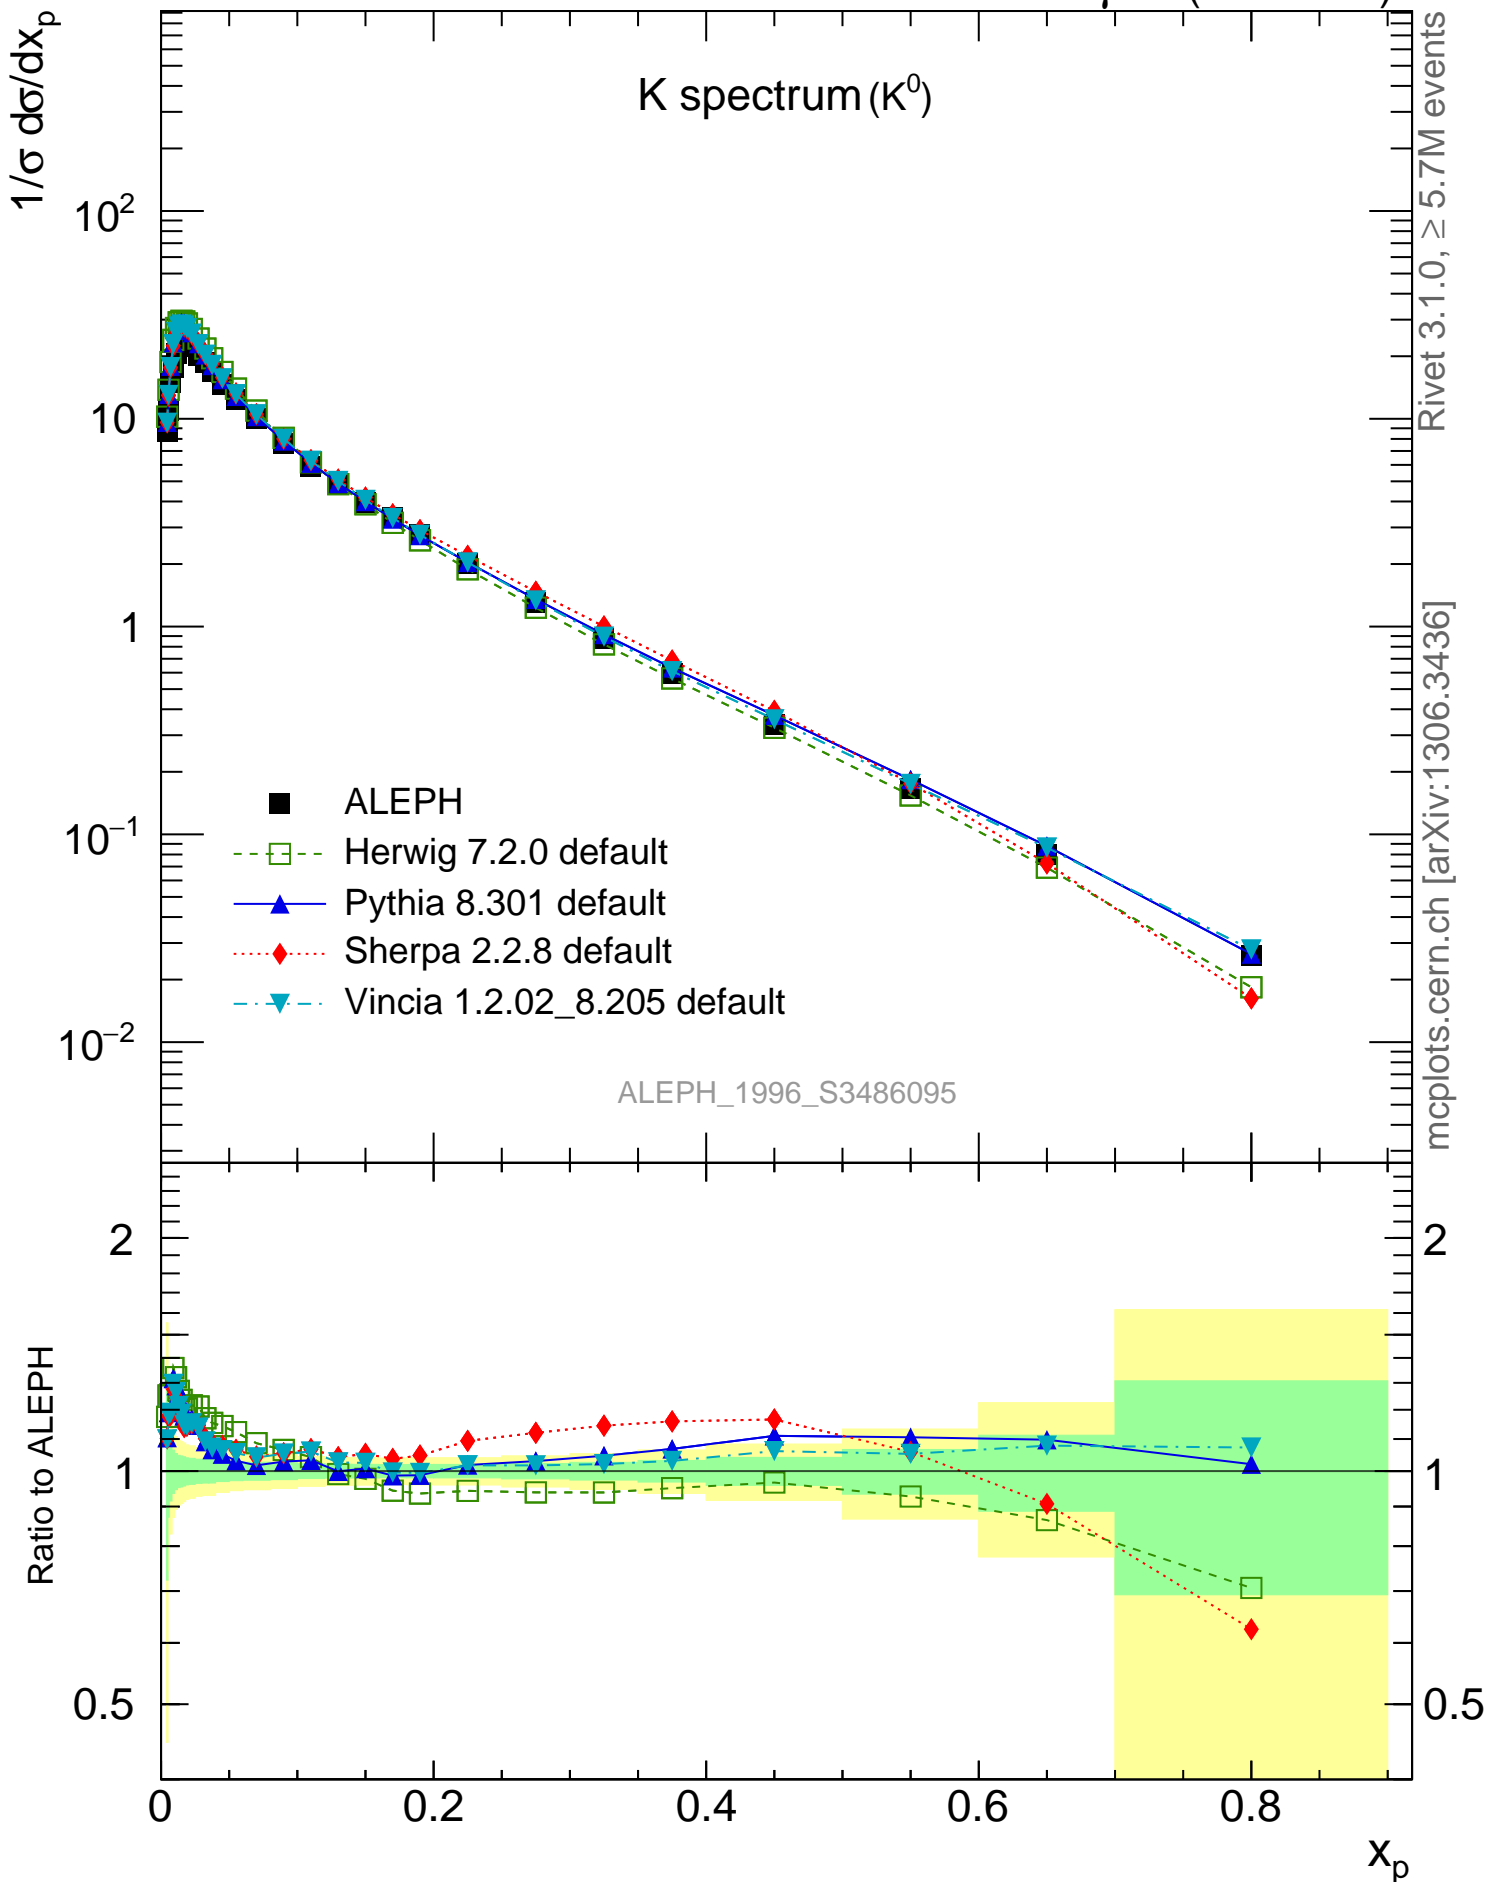 1/σ dσ/dx_p
K spectrum (K⁰)
10²
10
1
10⁻¹
10⁻²
ALEPH
Herwig 7.2.0 default
Pythia 8.301 default
Sherpa 2.2.8 default
Vincia 1.2.02_8.205 default
ALEPH_1996_S3486095
Rivet 3.1.0, ≥ 5.7M events
mcplots.cern.ch [arXiv:1306.3436]
Ratio to ALEPH
2
1
0.5
2
1
0.5
0 0.2 0.4 0.6 0.8
x_p